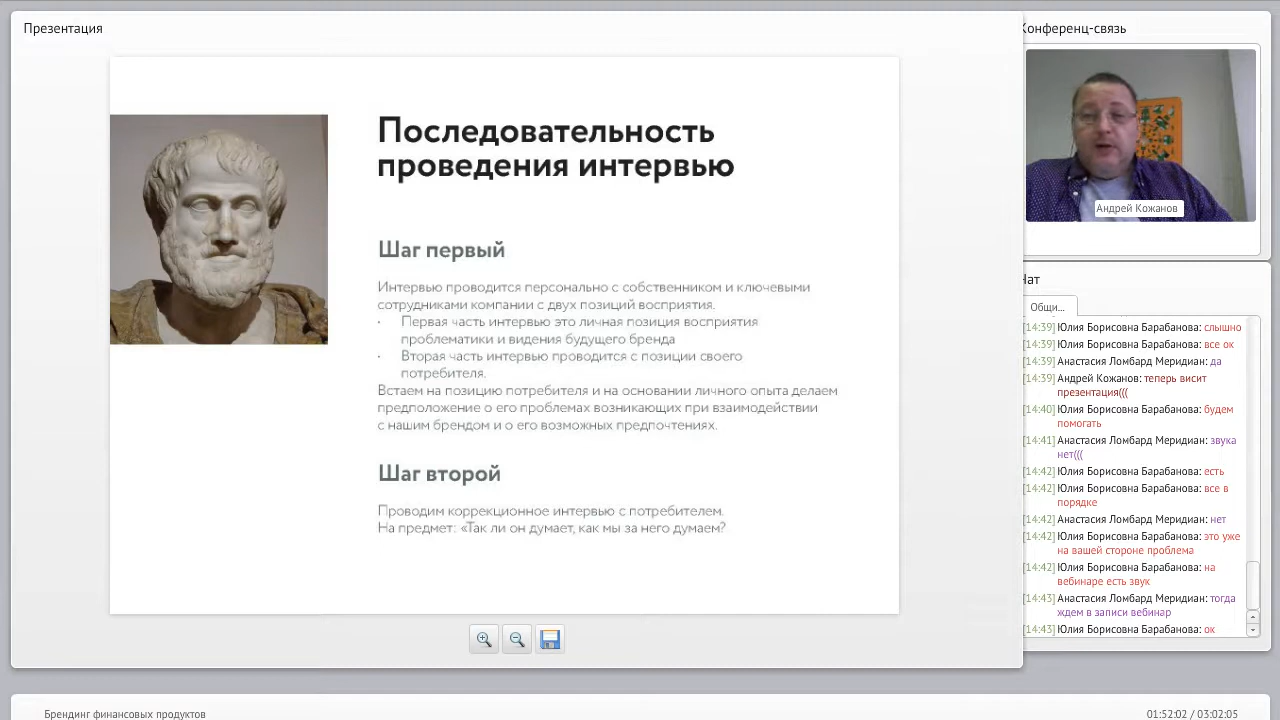 Презентация
Последовательность
проведения интервью
Шаг первый
Интервью проводится персонально с собственником и ключевыми
сотрудниками компании с двух позиций восприятия.
· Первая часть интервью это личная позиция восприятия
проблематики и видения будущего бренда
· Вторая часть интервью проводится с позиции своего
потребителя.
Встаем на позицию потребителя и на основании личного опыта делаем
предположение о его проблемах возникающих при взаимодействии
с нашим брендом и о его возможных предпочтениях.
Шаг второй
Проводим коррекционное интервью с потребителем.
На предмет: «Так ли он думает, как мы за него думаем?
Конференц-связь
Андрей Кожанов
Чат
Общи...
[14:39] Юлия Борисовна Барабанова: слышно
[14:39] Юлия Борисовна Барабанова: все ок
[14:39] Анастасия Ломбард Меридиан: да
[14:39] Андрей Кожанов: теперь висит
презентация(((
[14:40] Юлия Борисовна Барабанова: будем
помогать
[14:41] Анастасия Ломбард Меридиан: звука
нет(((
[14:42] Юлия Борисовна Барабанова: есть
[14:42] Юлия Борисовна Барабанова: все в
порядке
[14:42] Анастасия Ломбард Меридиан: нет
[14:42] Юлия Борисовна Барабанова: это уже
на вашей стороне проблема
[14:42] Юлия Борисовна Барабанова: на
вебинаре есть звук
[14:43] Анастасия Ломбард Меридиан: тогда
ждем в записи вебинар
[14:43] Юлия Борисовна Барабанова: ок
Брендинг финансовых продуктов
01:52:02 / 03:02:05